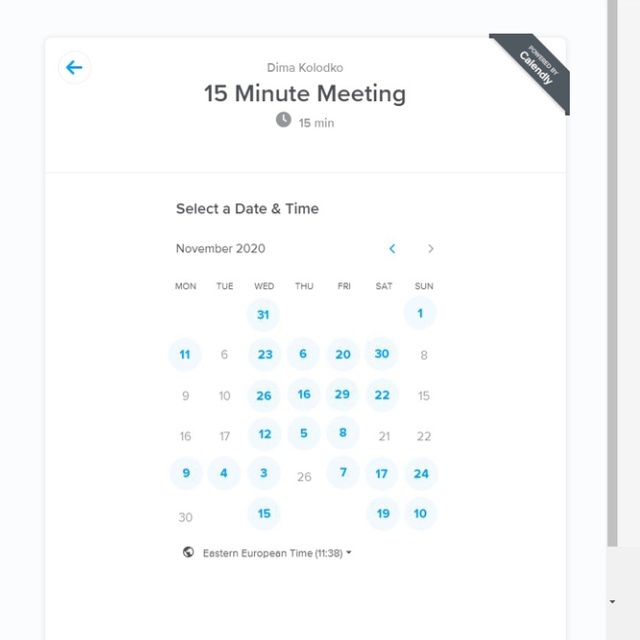 POWERED BY
Calendly
Dima Kolodko
15 Minute Meeting
15 min
Select a Date & Time
November 2020 < >
MON TUE WED THU FRI SAT SUN
31 1
11 6 23 6 20 30 8
9 10 26 16 29 22 15
16 17 12 5 8 21 22
9 4 3 26 7 17 24
30 15 19 10
Eastern European Time (11:38)